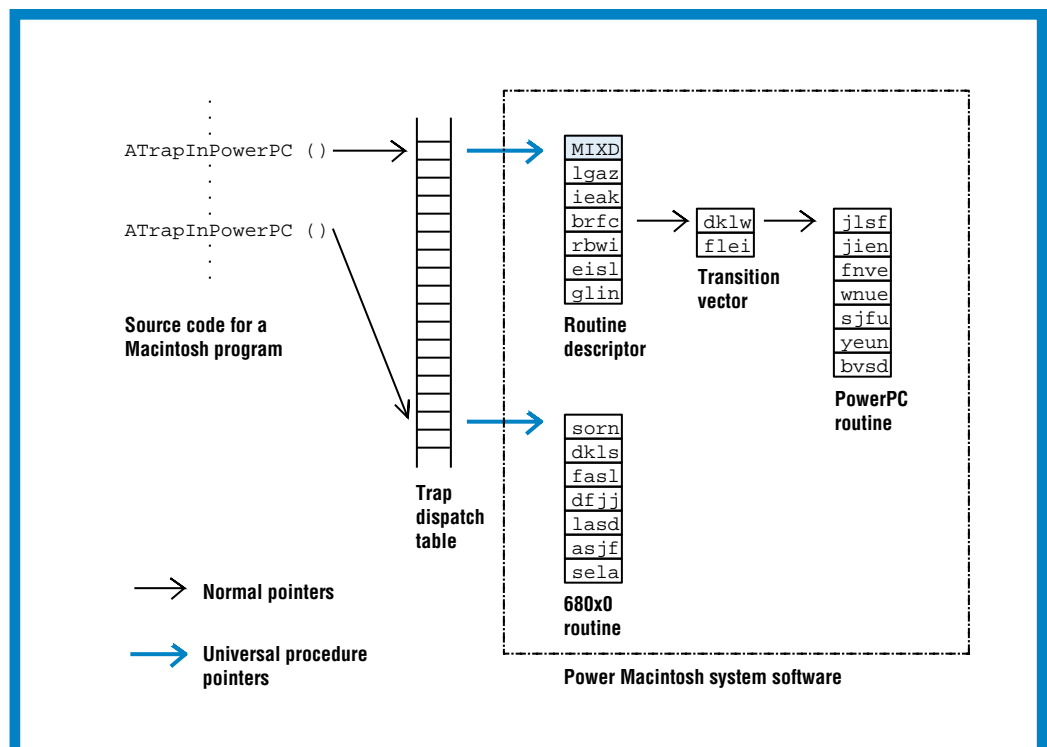 ATrapInPowerPC ()
ATrapInPowerPC ()
Source code for a
Macintosh program
Trap
dispatch
table
MIXD
lgaz
ieak
brfc
rbwi
eisl
glin
Routine
descriptor
dklw
flei
Transition
vector
jlsf
jien
fnve
wnue
sjfu
yeun
bvsd
PowerPC
routine
sorn
dkls
fasl
dfjj
lasd
asjf
sela
680x0
routine
Normal pointers
Universal procedure
pointers
Power Macintosh system software